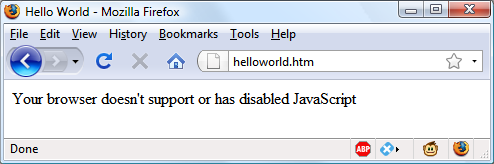 Hello World - Mozilla Firefox
File Edit View History Bookmarks Tools Help
helloworld.htm
Your browser doesn't support or has disabled JavaScript
Done ABP